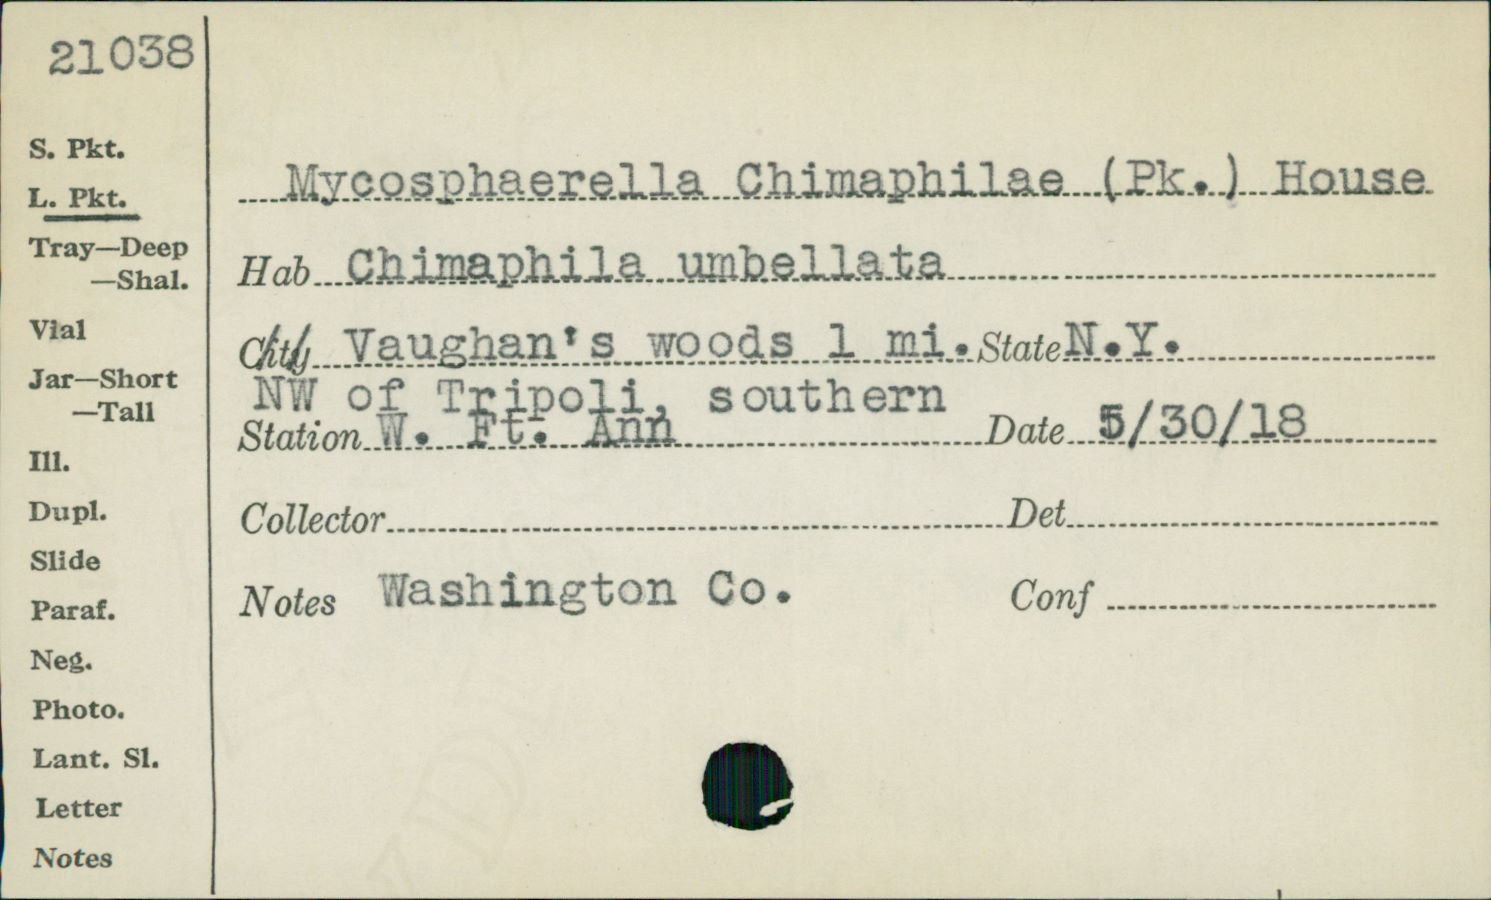 21038
S. Pkt.
L. Pkt.
Tray—Deep
—Shal.
Vial
Jar—Short
—Tall
Ill.
Dupl.
Slide
Paraf.
Neg.
Photo.
Lant. Sl.
Letter
Notes
Mycosphaerella Chimaphilae (Pk.) House
Hab Chimaphila umbellata
City Vaughan's woods 1 mi. State N.Y.
NW of Tripoli, southern
Station W. Ft. Ann Date 5/30/18
Collector Det
Notes Washington Co. Conf